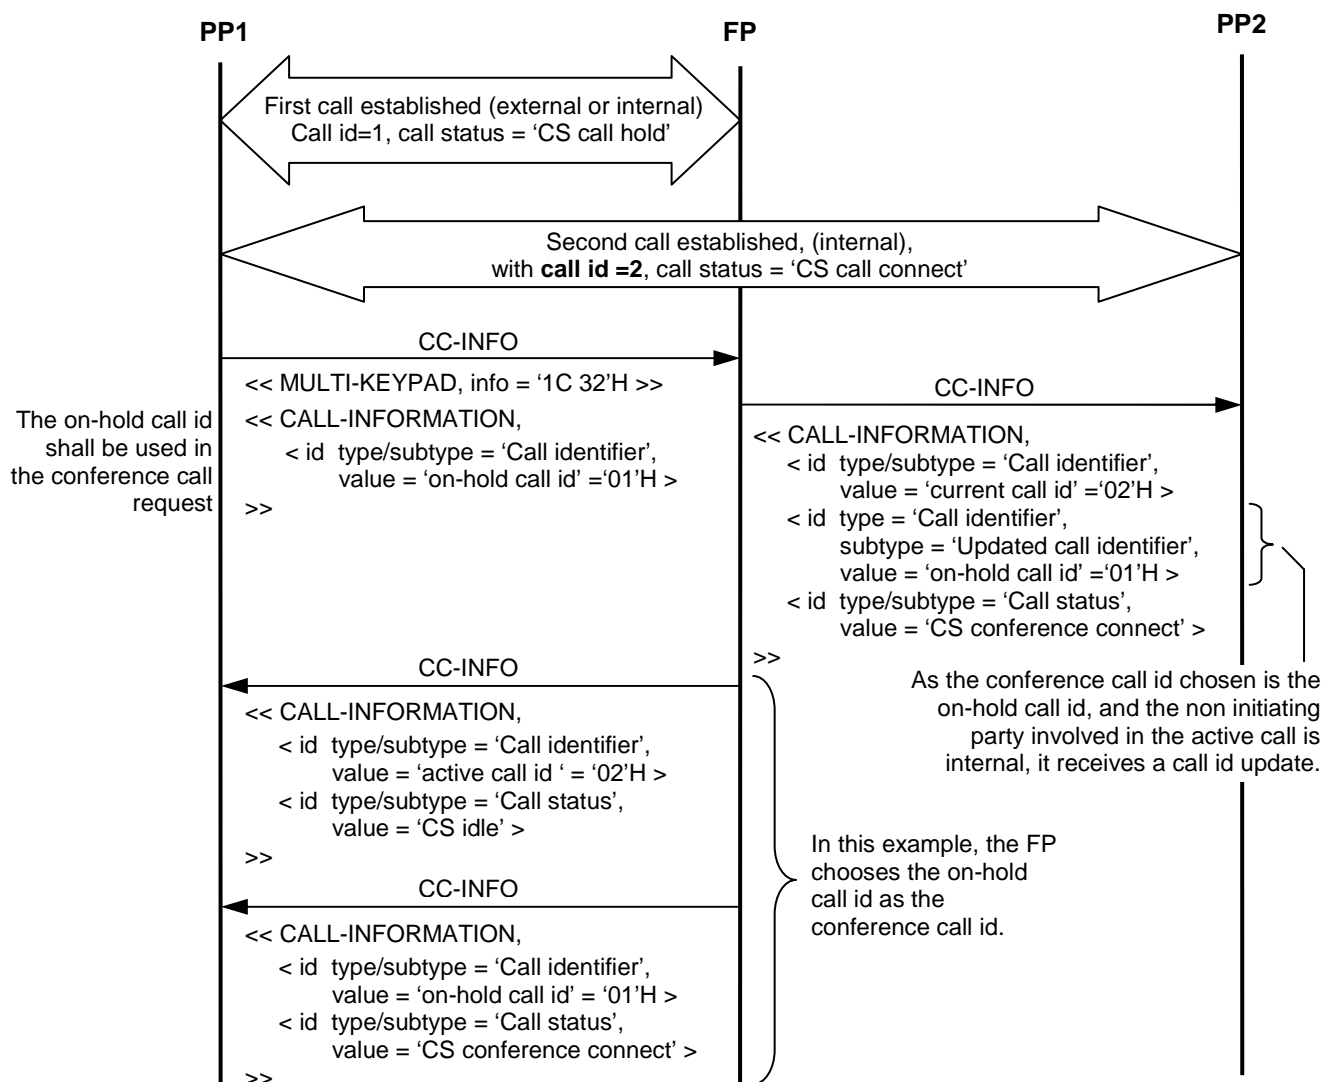 PP1
FP
PP2
First call established (external or internal)
Call id=1, call status = ‘CS call hold’
Second call established, (internal),
with call id =2, call status = ‘CS call connect’
CC-INFO
<< MULTI-KEYPAD, info = ‘1C 32’H >>
<< CALL-INFORMATION,
< id type/subtype = ‘Call identifier’,
value = ‘on-hold call id’ =‘01’H >
>>
The on-hold call id
shall be used in
the conference call
request
CC-INFO
<< CALL-INFORMATION,
< id type/subtype = ‘Call identifier’,
value = ‘current call id’ =‘02’H >
< id type = ‘Call identifier’,
subtype = ‘Updated call identifier’,
value = ‘on-hold call id’ =‘01’H >
< id type/subtype = ‘Call status’,
value = ‘CS conference connect’ >
>>
As the conference call id chosen is the
on-hold call id, and the non initiating
party involved in the active call is
internal, it receives a call id update.
CC-INFO
<< CALL-INFORMATION,
< id type/subtype = ‘Call identifier’,
value = ‘active call id ‘ = ‘02’H >
< id type/subtype = ‘Call status’,
value = ‘CS idle’ >
>>
In this example, the FP
chooses the on-hold
call id as the
conference call id.
CC-INFO
<< CALL-INFORMATION,
< id type/subtype = ‘Call identifier’,
value = ‘on-hold call id’ = ‘01’H >
< id type/subtype = ‘Call status’,
value = ‘CS conference connect’ >
>>